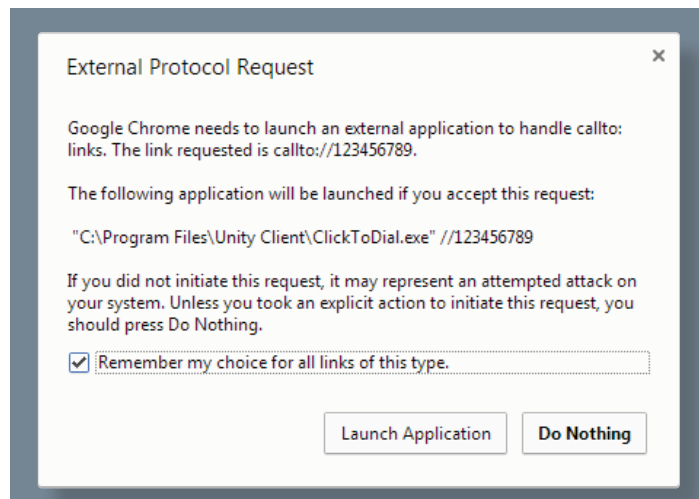 External Protocol Request
Google Chrome needs to launch an external application to handle callto:
links. The link requested is callto://123456789.
The following application will be launched if you accept this request:
"C:\Program Files\Unity Client\ClickToDial.exe" //123456789
If you did not initiate this request, it may represent an attempted attack on
your system. Unless you took an explicit action to initiate this request, you
should press Do Nothing.
Remember my choice for all links of this type.
Launch Application
Do Nothing